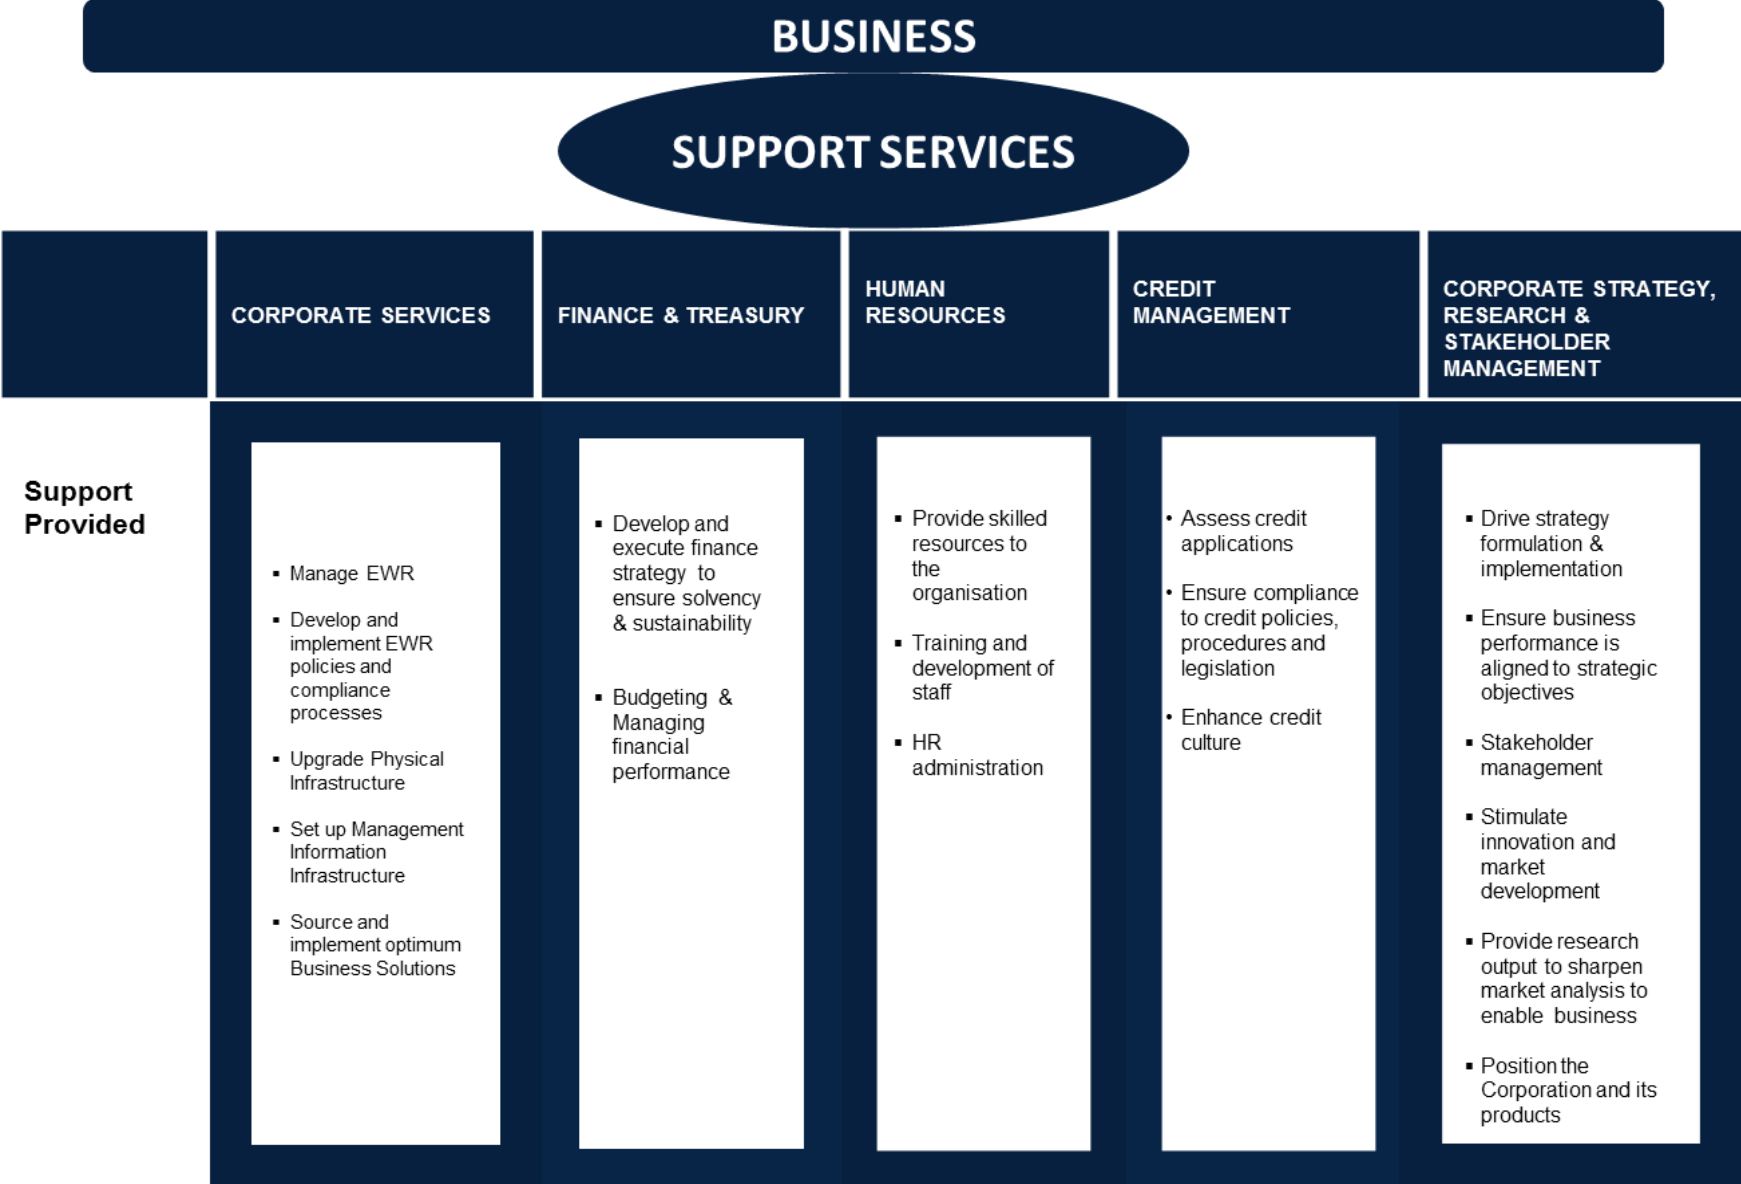 BUSINESS
SUPPORT SERVICES
CORPORATE SERVICES
FINANCE & TREASURY
HUMAN
RESOURCES
CREDIT
MANAGEMENT
CORPORATE STRATEGY,
RESEARCH &
STAKEHOLDER
MANAGEMENT
Support
Provided
▪ Manage EWR
▪ Develop and
implement EWR
policies and
compliance
processes
▪ Upgrade Physical
Infrastructure
▪ Set up Management
Information
Infrastructure
▪ Source and
implement optimum
Business Solutions
▪ Develop and
execute finance
strategy to
ensure solvency
& sustainability
▪ Budgeting &
Managing
financial
performance
▪ Provide skilled
resources to
the
organisation
▪ Training and
development of
staff
▪ HR
administration
• Assess credit
applications
• Ensure compliance
to credit policies,
procedures and
legislation
• Enhance credit
culture
▪ Drive strategy
formulation &
implementation
▪ Ensure business
performance is
aligned to strategic
objectives
▪ Stakeholder
management
▪ Stimulate
innovation and
market
development
▪ Provide research
output to sharpen
market analysis to
enable business
▪ Position the
Corporation and its
products